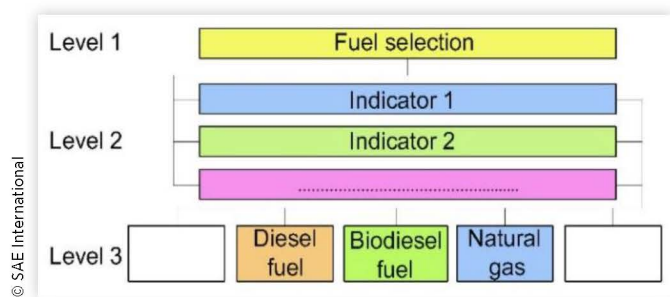 Level 1
Fuel selection
Indicator 1
Level 2
Indicator 2
.............................................
Level 3
Diesel
fuel
Biodiesel
fuel
Natural
gas
© SAE International